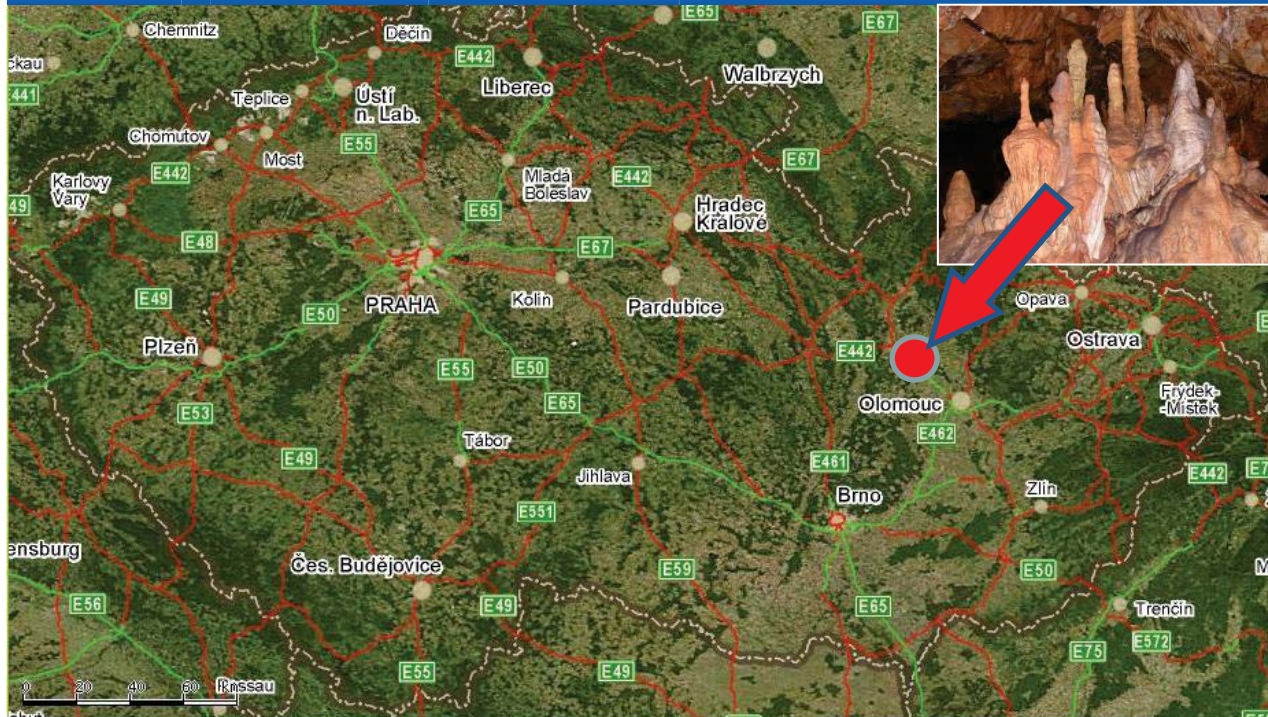 Chemnitz
Děčín
E442
E65
E67
ckau
441
Liberec
Walbrzych
Teplice
Ústí
n. Lab.
Chomutov
Most
E55
E67
E442
Karlovy
Vary
Mladá
Boleslav
E442
49
E65
Hradec
Králové
E48
E67
E49
Kolín
Pardubice
Opava
PRAHA
E50
Ostrava
Plzeň
E442
E55
E50
Frýdek-
-Místek
E65
Olomouc
E53
E462
Tábor
E49
Jihlava
E461
E442
Zlín
Brno
E551
ensburg
Čes. Budějovice
E59
E50
E56
E49
E65
Trenčín
E572
E75
E55
E49
0 20 40 60